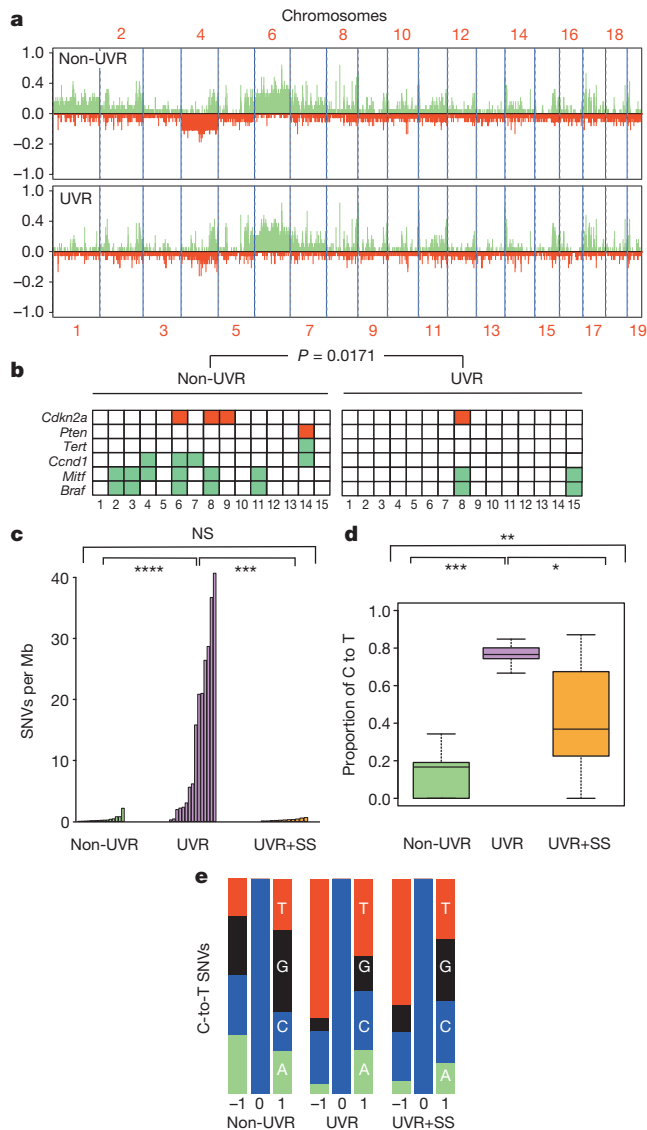 a
Chromosomes
2 4 6 8 10 12 14 16 18
Non-UVR
1.0
0.4
0.0
−0.2
−1.0
UVR
1.0
0.4
0.0
−0.2
−1.0
1 3 5 7 9 11 13 15 17 19
P = 0.0171
b
Non-UVR UVR
Cdkn2a
Pten
Tert
Ccnd1
Mitf
Braf
1 2 3 4 5 6 7 8 9 10 11 12 13 14 15 1 2 3 4 5 6 7 8 9 10 11 12 13 14 15
c
NS
**** ***
SNVs per Mb
40
30
20
10
0
Non-UVR UVR UVR+SS
d
**
*** *
Proportion of C to T
1.0
0.8
0.6
0.4
0.2
0.0
Non-UVR UVR UVR+SS
e
C-to-T SNVs
T T T
G G G
C C C
A A A
−1 0 1 −1 0 1 −1 0 1
Non-UVR UVR UVR+SS